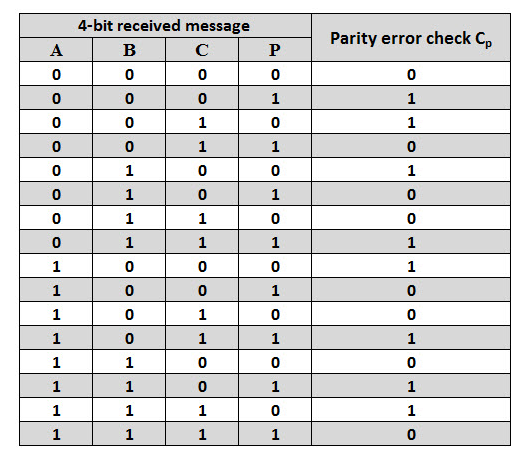 4-bit received message Parity error check Cp
A B C P
0 0 0 0 0
0 0 0 1 1
0 0 1 0 1
0 0 1 1 0
0 1 0 0 1
0 1 0 1 0
0 1 1 0 0
0 1 1 1 1
1 0 0 0 1
1 0 0 1 0
1 0 1 0 0
1 0 1 1 1
1 1 0 0 0
1 1 0 1 1
1 1 1 0 1
1 1 1 1 0